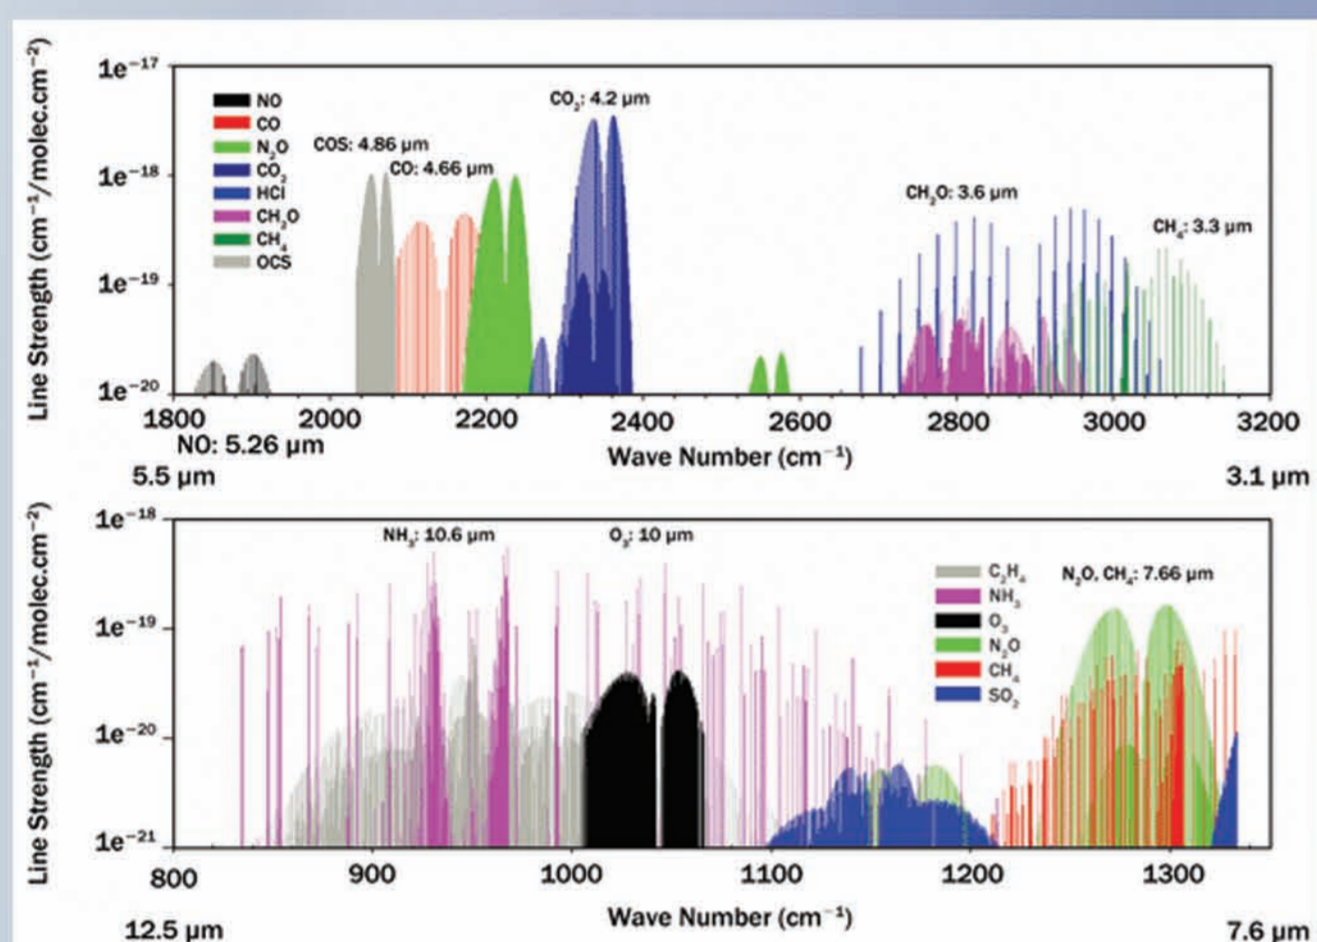 Line Strength (cm⁻¹/molec.cm⁻²)
1e⁻¹⁷
1e⁻¹⁸
1e⁻¹⁹
1e⁻²⁰
NO
CO
N₂O
CO₂
HCl
CH₂O
CH₄
OCS
COS: 4.86 µm
CO: 4.66 µm
CO₂: 4.2 µm
CH₂O: 3.6 µm
CH₄: 3.3 µm
1800 2000 2200 2400 2600 2800 3000 3200
NO: 5.26 µm
Wave Number (cm⁻¹)
5.5 µm
3.1 µm
Line Strength (cm⁻¹/molec.cm⁻²)
1e⁻¹⁸
1e⁻¹⁹
1e⁻²⁰
1e⁻²¹
NH₃: 10.6 µm
O₃: 10 µm
C₂H₄
NH₃
O₃
N₂O
CH₄
SO₂
N₂O, CH₄: 7.66 µm
800 900 1000 1100 1200 1300
Wave Number (cm⁻¹)
12.5 µm
7.6 µm